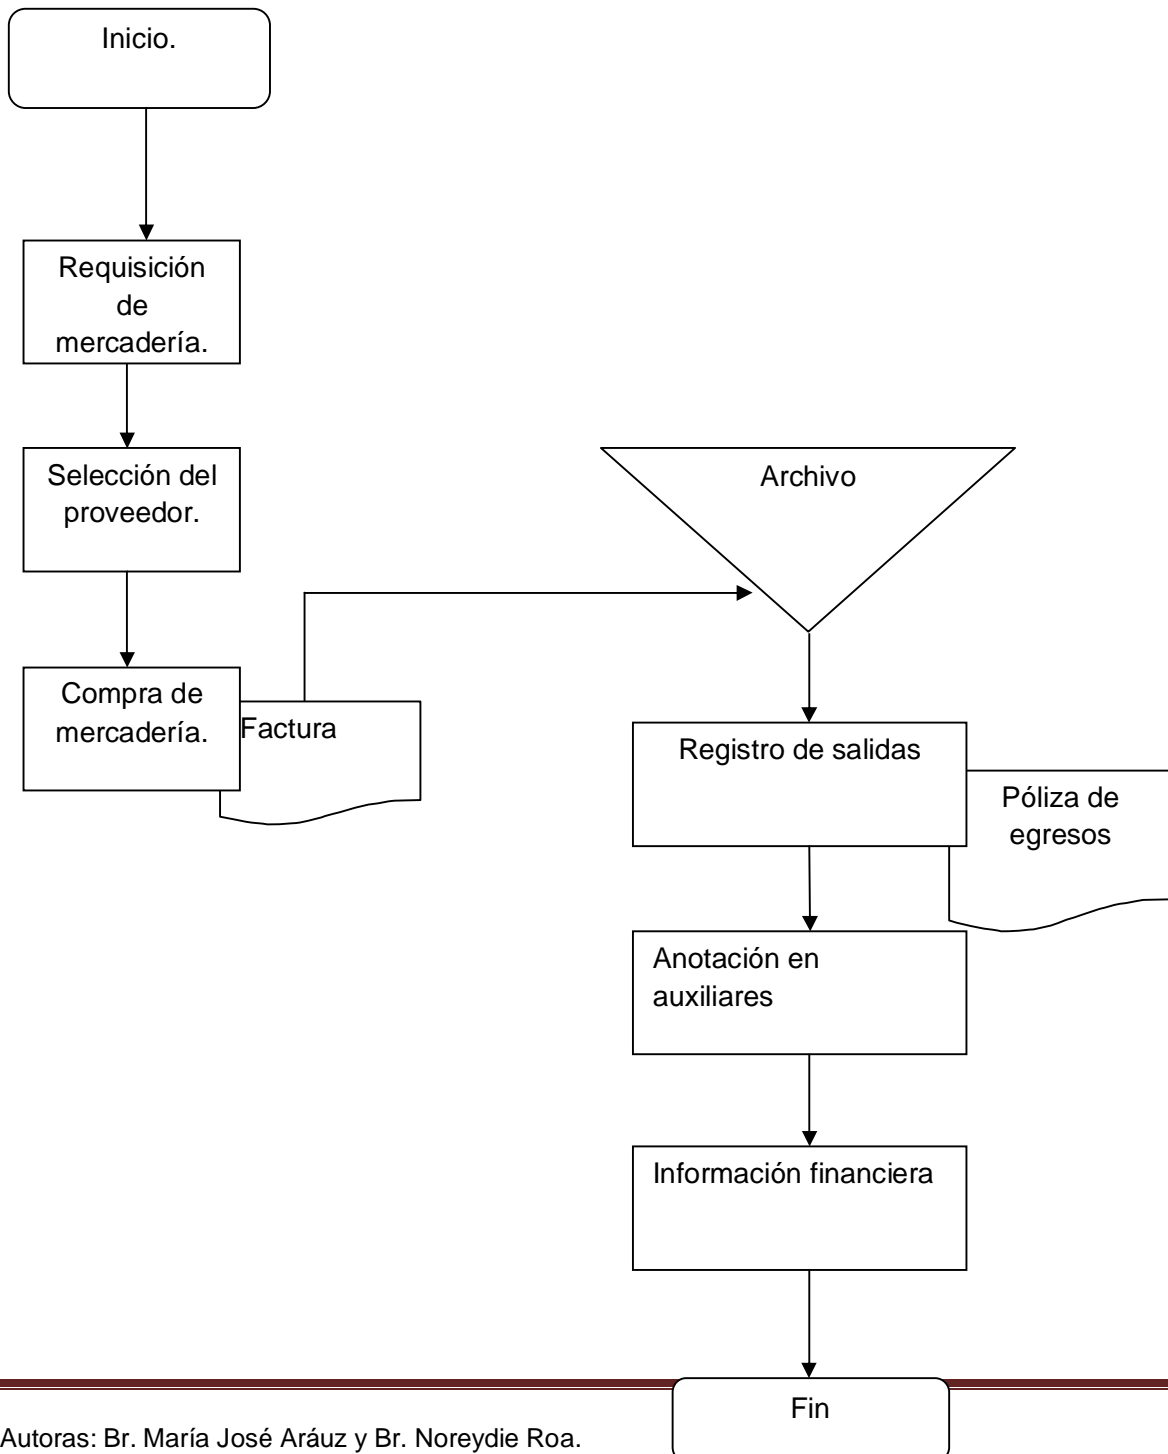 Inicio.
Requisición
de
mercadería.
Selección del
proveedor.
Compra de
mercadería.
Factura
Archivo
Registro de salidas
Póliza de
egresos
Anotación en
auxiliares
Información financiera
Fin
Autoras: Br. María José Aráuz y Br. Noreydie Roa.